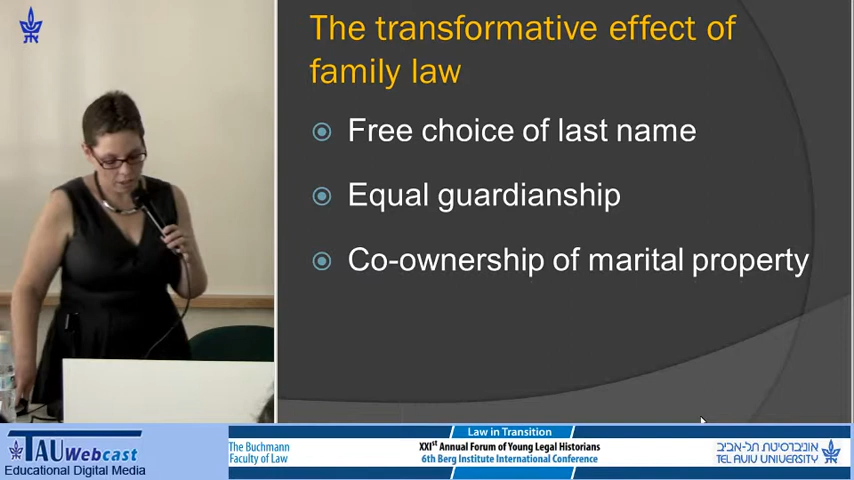 The transformative effect of
family law
Free choice of last name
Equal guardianship
Co-ownership of marital property
TAU Webcast
Educational Digital Media
The Buchmann
Faculty of Law
Law in Transition
XXIst Annual Forum of Young Legal Historians
6th Berg Institute International Conference
אוניברסיטת תל-אביב
TEL AVIV UNIVERSITY